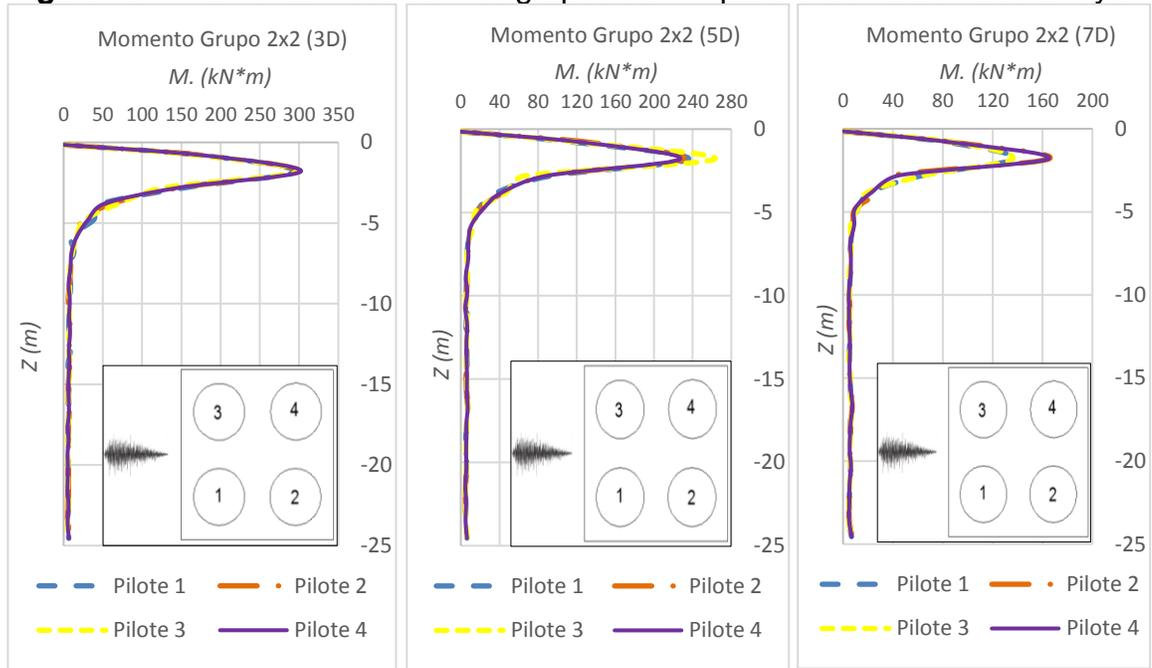 Momento Grupo 2x2 (3D)
M. (kN*m)
0 50 100 150 200 250 300 350
0
-5
-10
-15
-20
-25
Z (m)
3 4
1 2
Pilote 1 Pilote 2
Pilote 3 Pilote 4
Momento Grupo 2x2 (5D)
M. (kN*m)
0 40 80 120 160 200 240 280
0
-5
-10
-15
-20
-25
Z (m)
3 4
1 2
Pilote 1 Pilote 2
Pilote 3 Pilote 4
Momento Grupo 2x2 (7D)
M. (kN*m)
0 40 80 120 160 200
0
-5
-10
-15
-20
-25
Z (m)
3 4
1 2
Pilote 1 Pilote 2
Pilote 3 Pilote 4